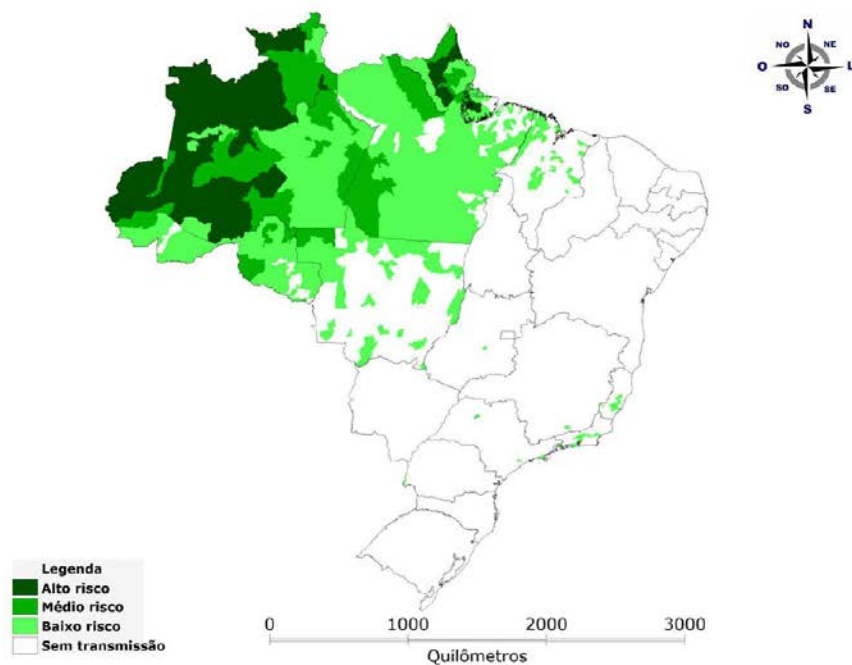 N
NO NE
O L
SO SE
S
Legenda
Alto risco
Médio risco
Baixo risco
Sem transmissão
0 1000 2000 3000
Quilômetros